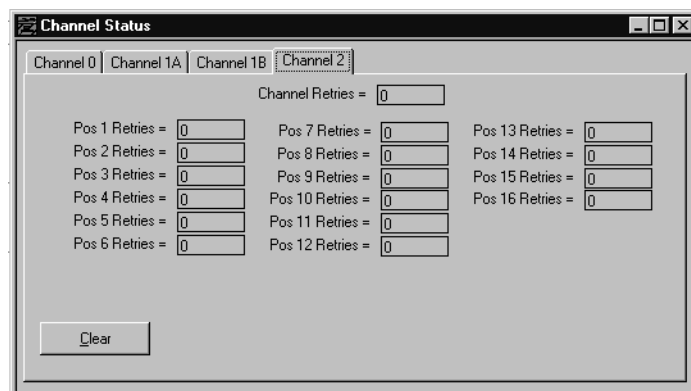 Channel Status
Channel 0 Channel 1A Channel 1B Channel 2
Channel Retries = 0
Pos 1 Retries = 0 Pos 7 Retries = 0 Pos 13 Retries = 0
Pos 2 Retries = 0 Pos 8 Retries = 0 Pos 14 Retries = 0
Pos 3 Retries = 0 Pos 9 Retries = 0 Pos 15 Retries = 0
Pos 4 Retries = 0 Pos 10 Retries = 0 Pos 16 Retries = 0
Pos 5 Retries = 0 Pos 11 Retries = 0
Pos 6 Retries = 0 Pos 12 Retries = 0
Clear